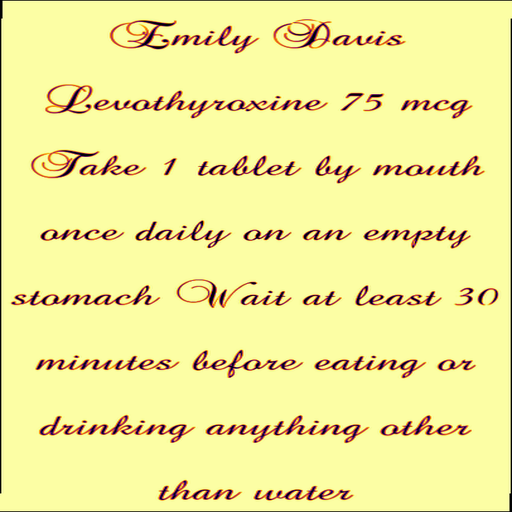 Emily Davis
Levothyroxine 75 mcg
Take 1 tablet by mouth
once daily on an empty
stomach Wait at least 30
minutes before eating or
drinking anything other
than water